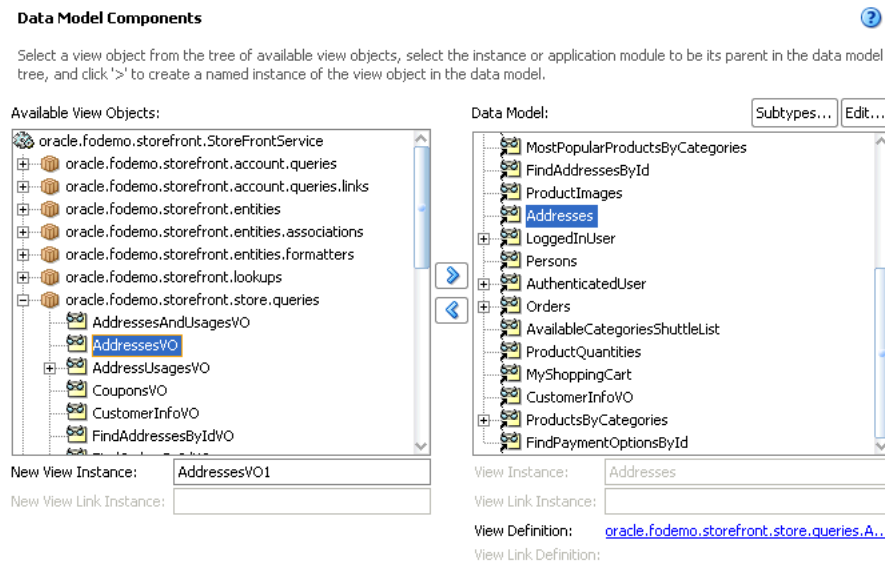 Data Model Components
Select a view object from the tree of available view objects, select the instance or application module to be its parent in the data model
tree, and click '>' to create a named instance of the view object in the data model.
Available View Objects:
oracle.fodemo.storefront.StoreFrontService
oracle.fodemo.storefront.account.queries
oracle.fodemo.storefront.account.queries.links
oracle.fodemo.storefront.entities
oracle.fodemo.storefront.entities.associations
oracle.fodemo.storefront.entities.formatters
oracle.fodemo.storefront.lookups
oracle.fodemo.storefront.store.queries
AddressesAndUsagesVO
AddressesVO
AddressUsagesVO
CouponsVO
CustomerInfoVO
FindAddressesByIdVO
New View Instance: AddressesVO1
New View Link Instance:
Data Model:
Subtypes... Edit...
MostPopularProductsByCategories
FindAddressesById
ProductImages
Addresses
LoggedInUser
Persons
AuthenticatedUser
Orders
AvailableCategoriesShuttleList
ProductQuantities
MyShoppingCart
CustomerInfoVO
ProductsByCategories
FindPaymentOptionsById
View Instance: Addresses
View Link Instance:
View Definition: oracle.fodemo.storefront.store.queries.A...
View Link Definition: